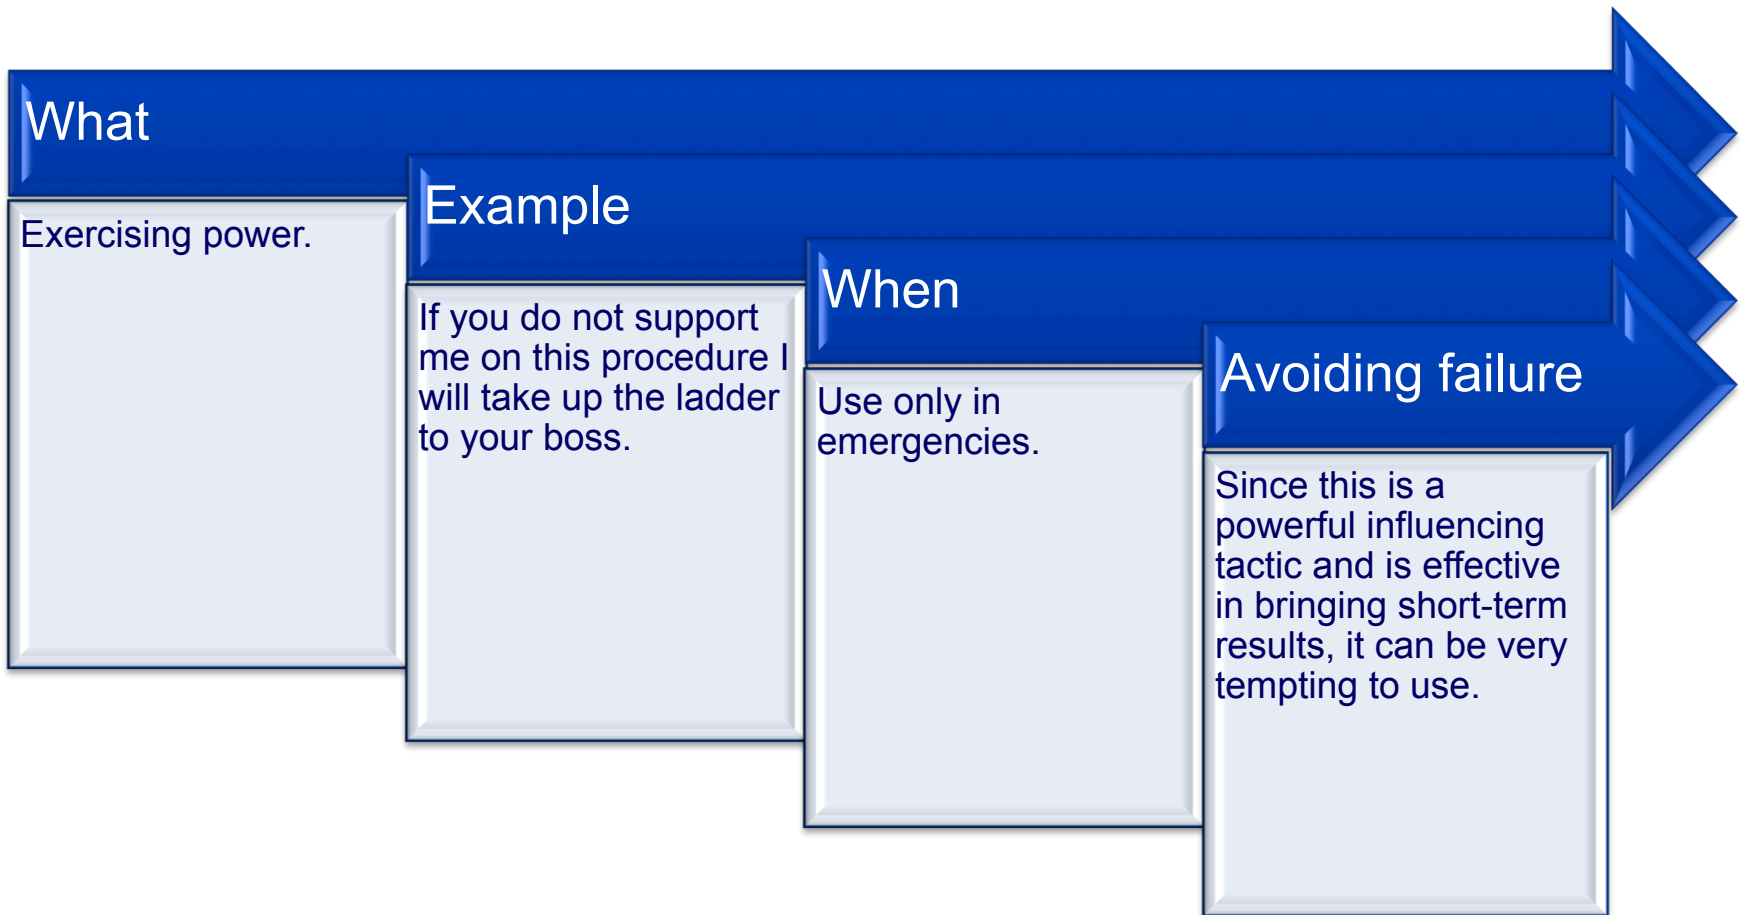 What
Exercising power.
Example
If you do not support
me on this procedure I
will take up the ladder
to your boss.
When
Use only in
emergencies.
Avoiding failure
Since this is a
powerful influencing
tactic and is effective
in bringing short-term
results, it can be very
tempting to use.